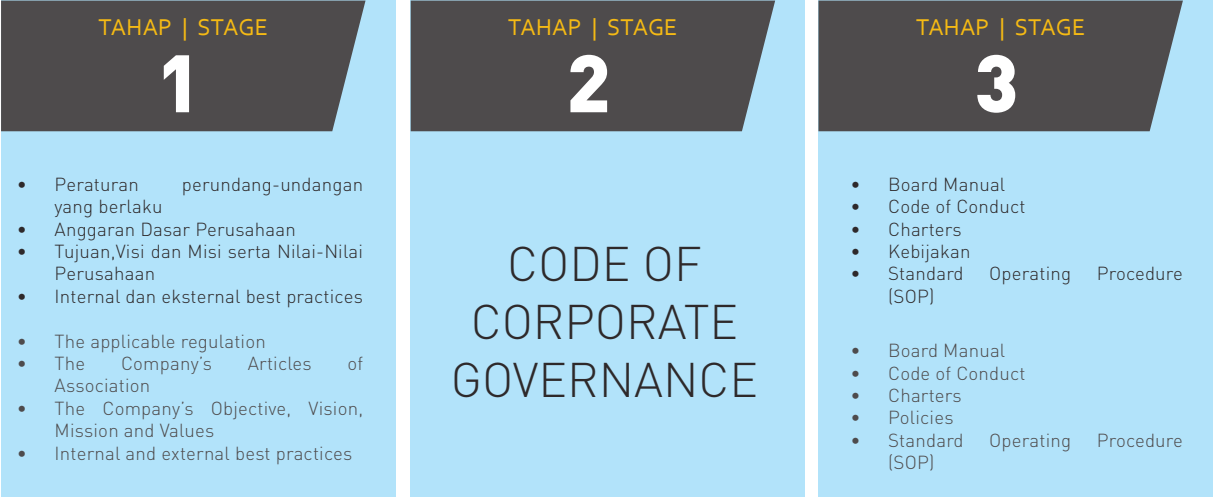 TAHAP | STAGE
1
• Peraturan perundang-undangan
yang berlaku
• Anggaran Dasar Perusahaan
• Tujuan,Visi dan Misi serta Nilai-Nilai
Perusahaan
• Internal dan eksternal best practices
• The applicable regulation
• The Company’s Articles of
Association
• The Company’s Objective, Vision,
Mission and Values
• Internal and external best practices
TAHAP | STAGE
2
CODE OF
CORPORATE
GOVERNANCE
TAHAP | STAGE
3
• Board Manual
• Code of Conduct
• Charters
• Kebijakan
• Standard Operating Procedure
(SOP)
• Board Manual
• Code of Conduct
• Charters
• Policies
• Standard Operating Procedure
(SOP)